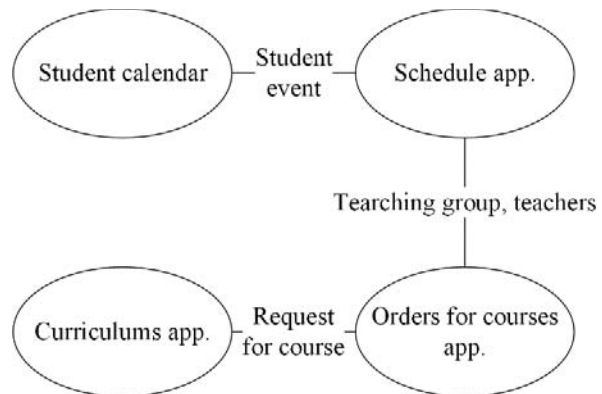 Student calendar
Student
event
Schedule app.
Tearching group, teachers
Curriculums app.
Request
for course
Orders for courses
app.